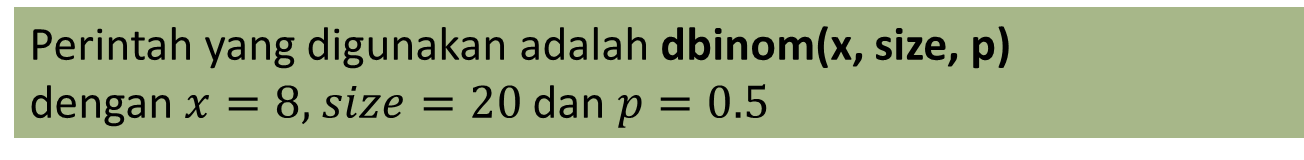 Perintah yang digunakan adalah dbinom(x, size, p)
dengan x = 8, size = 20 dan p = 0.5